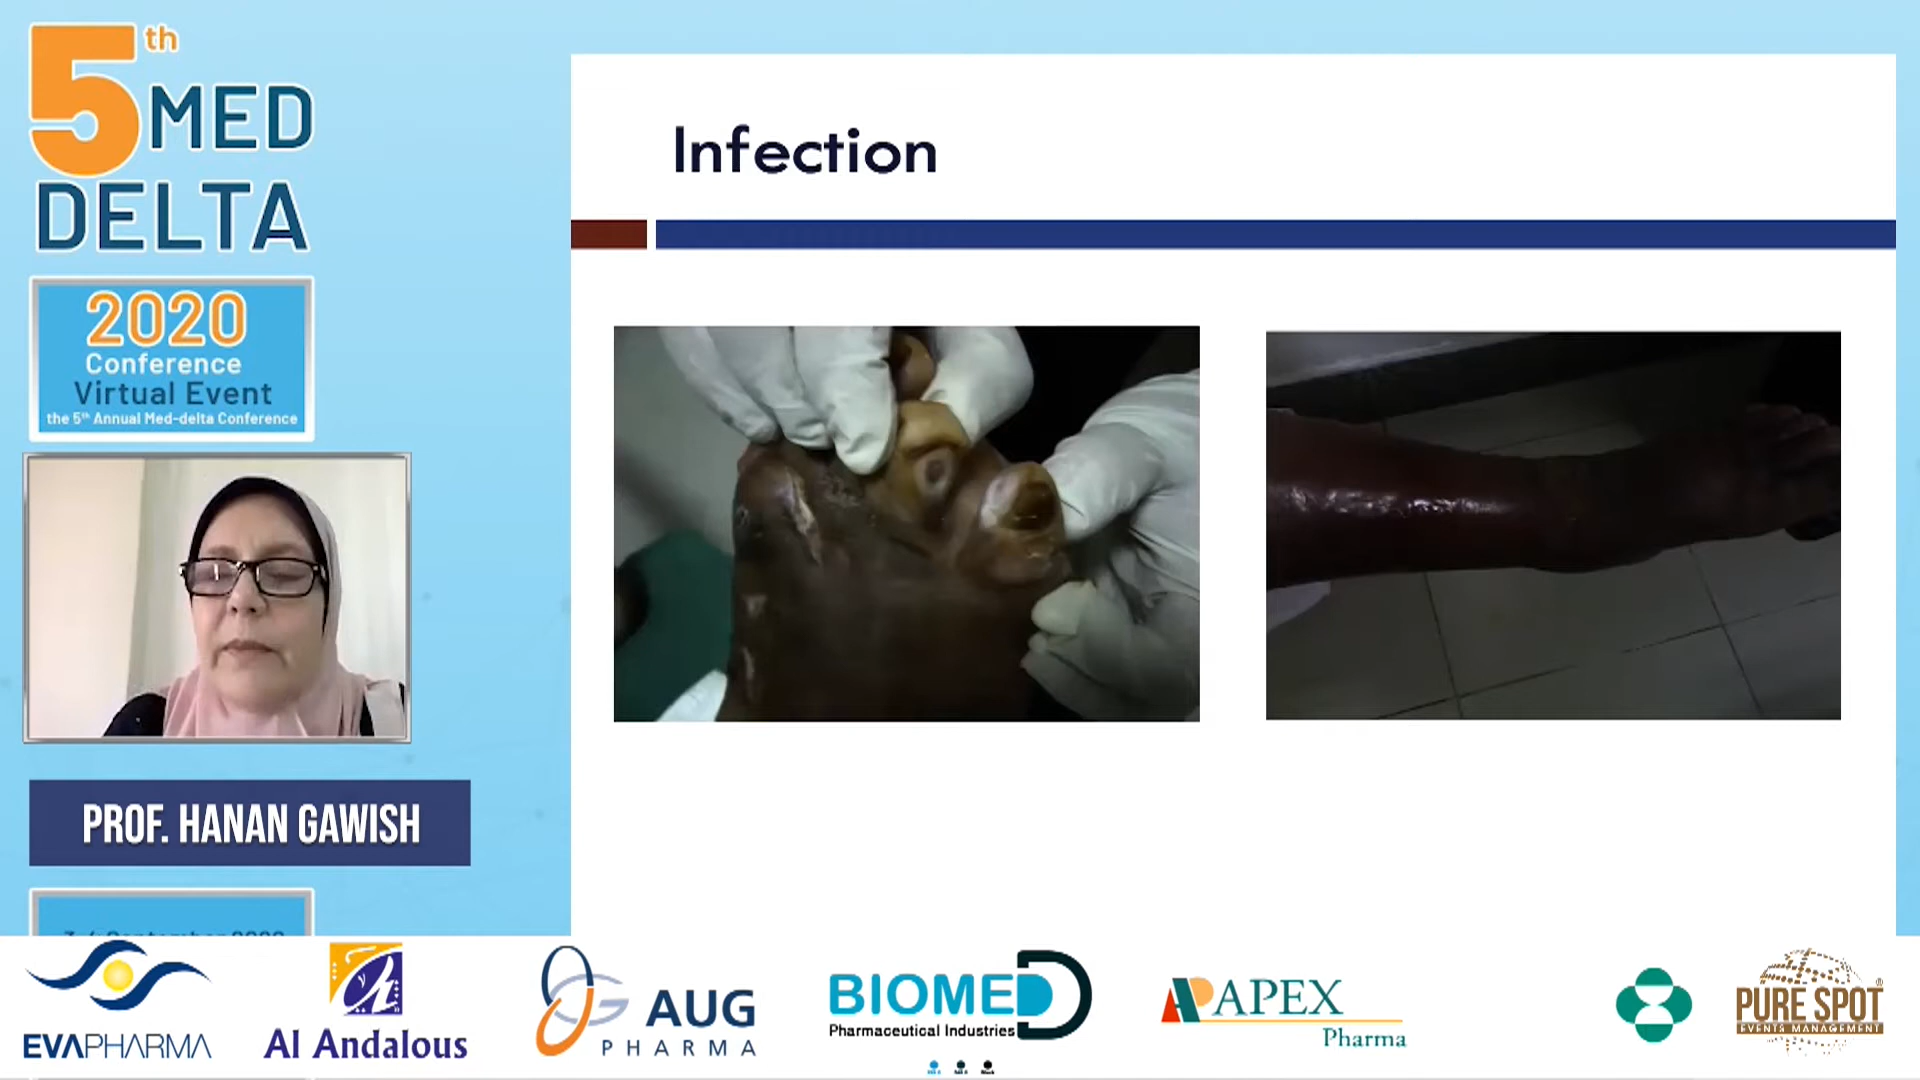 5th MED
DELTA
2020
Conference
Virtual Event
the 5th Annual Med-delta Conference
PROF. HANAN GAWISH
Infection
EVAPHARMA
Al Andalous
AUG
PHARMA
BIOMED
Pharmaceutical Industries
APEX
Pharma
PURE SPOT®
EVENTS MANAGEMENT